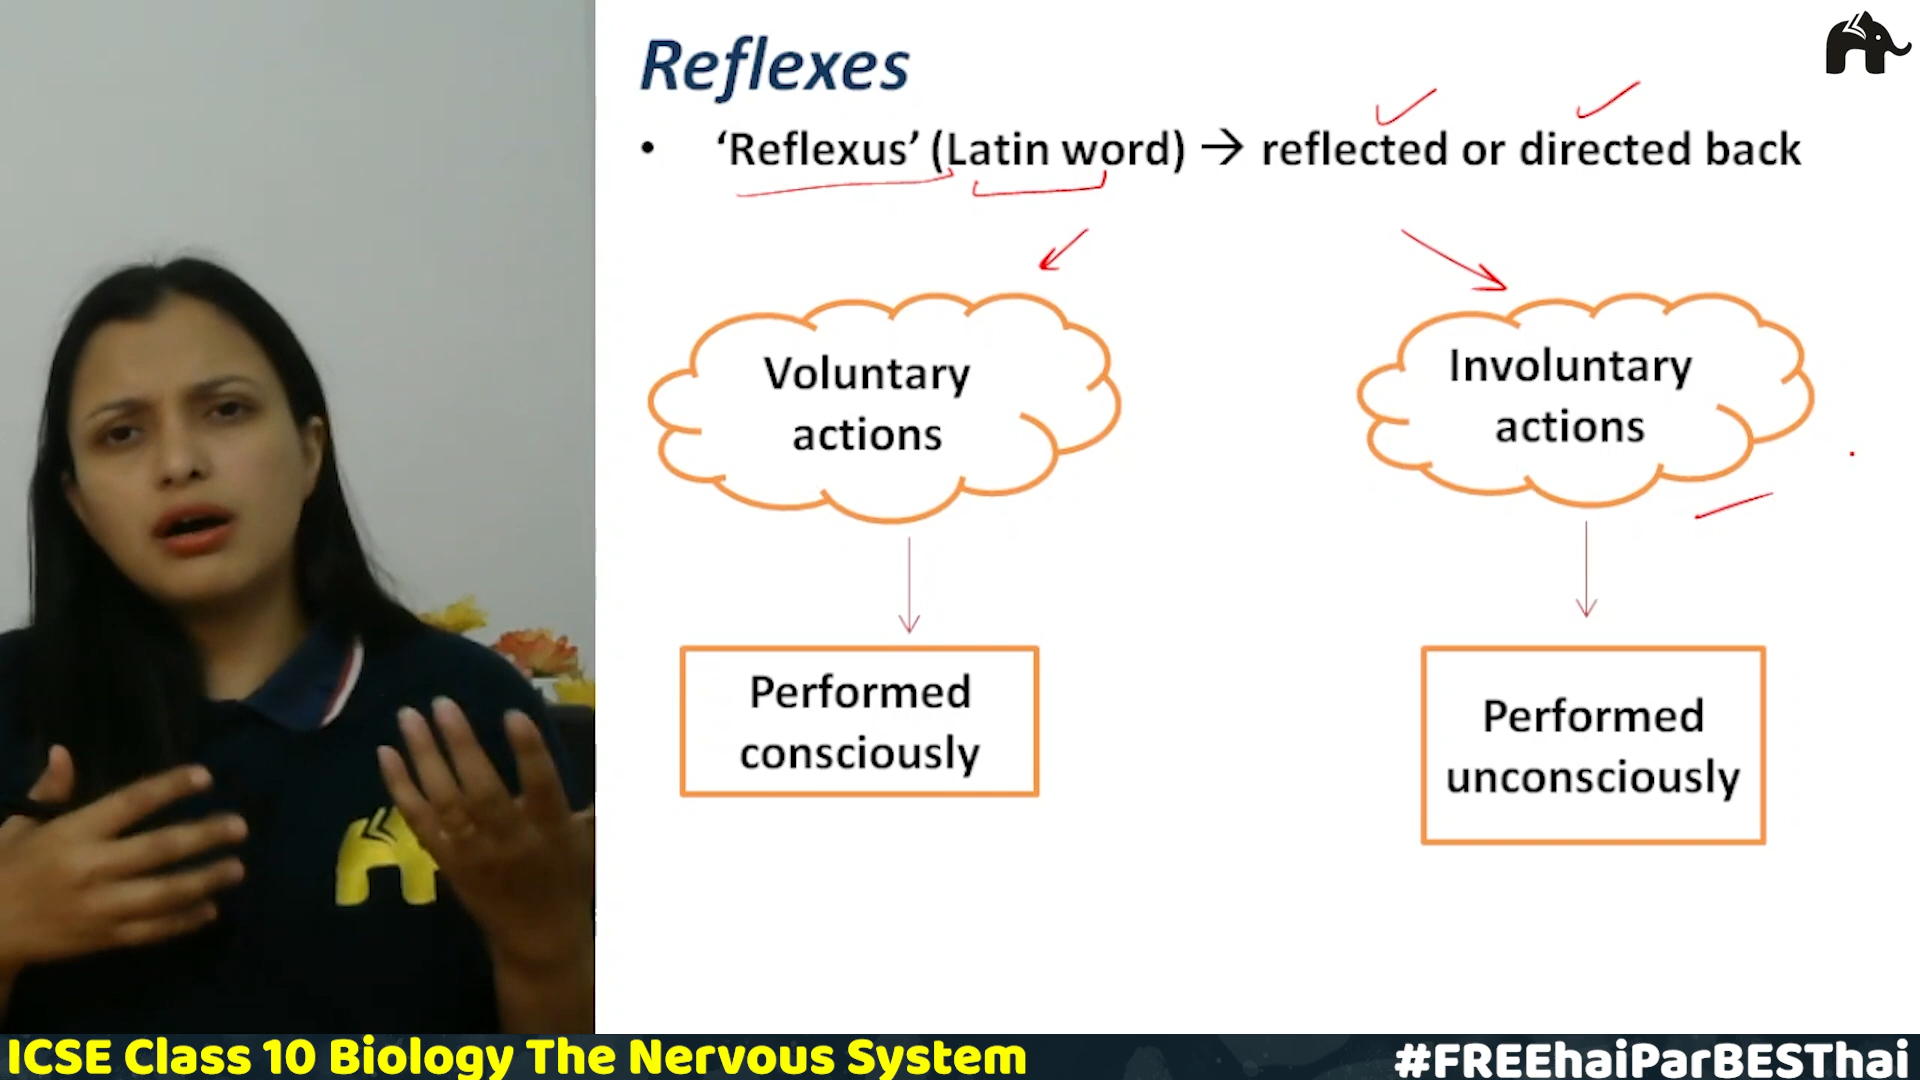 Reflexes
• ‘Reflexus’ (Latin word) → reflected or directed back
Voluntary
actions
Involuntary
actions
Performed
consciously
Performed
unconsciously
ICSE Class 10 Biology The Nervous System
#FREEhaiParBESThai